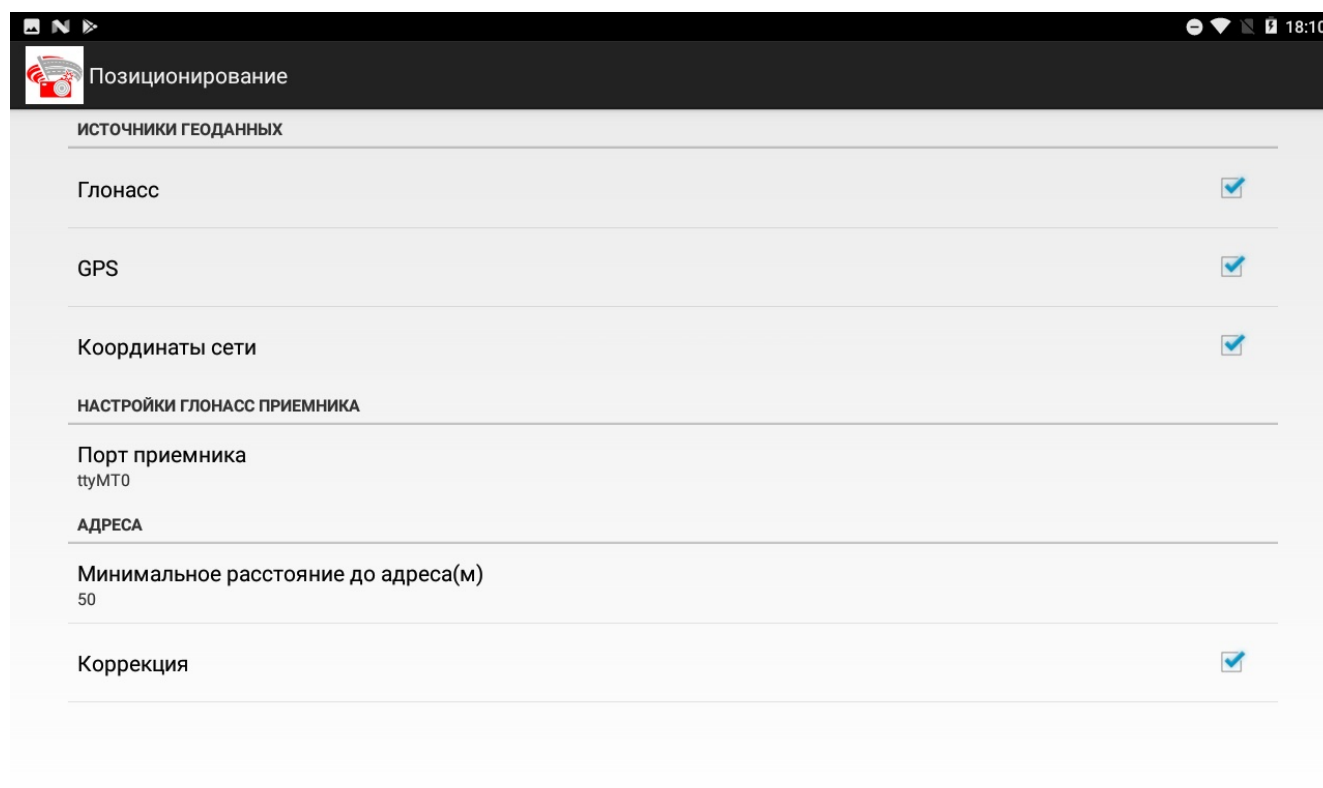 18:10
Позиционирование
ИСТОЧНИКИ ГЕОДАННЫХ
Глонасс
GPS
Координаты сети
НАСТРОЙКИ ГЛОНАСС ПРИЕМНИКА
Порт приемника
ttyMT0
АДРЕСА
Минимальное расстояние до адреса(м)
50
Коррекция